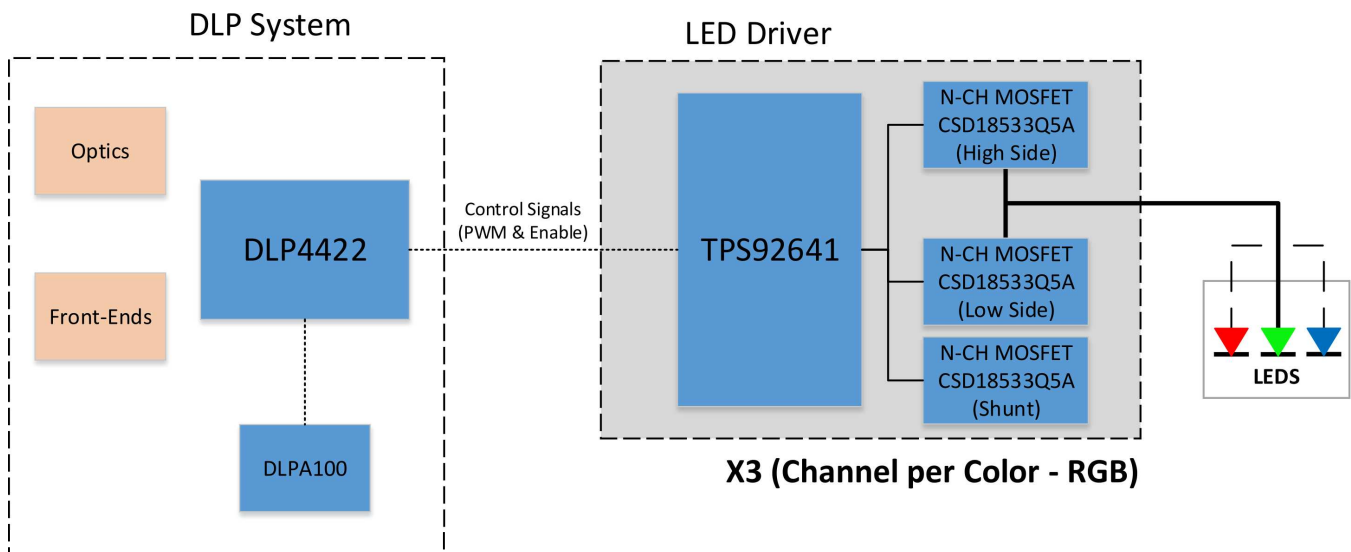 DLP System
LED Driver
Optics
Front-Ends
DLP4422
DLPA100
Control Signals
(PWM & Enable)
TPS92641
N-CH MOSFET
CSD18533Q5A
(High Side)
N-CH MOSFET
CSD18533Q5A
(Low Side)
N-CH MOSFET
CSD18533Q5A
(Shunt)
LEDS
X3 (Channel per Color - RGB)